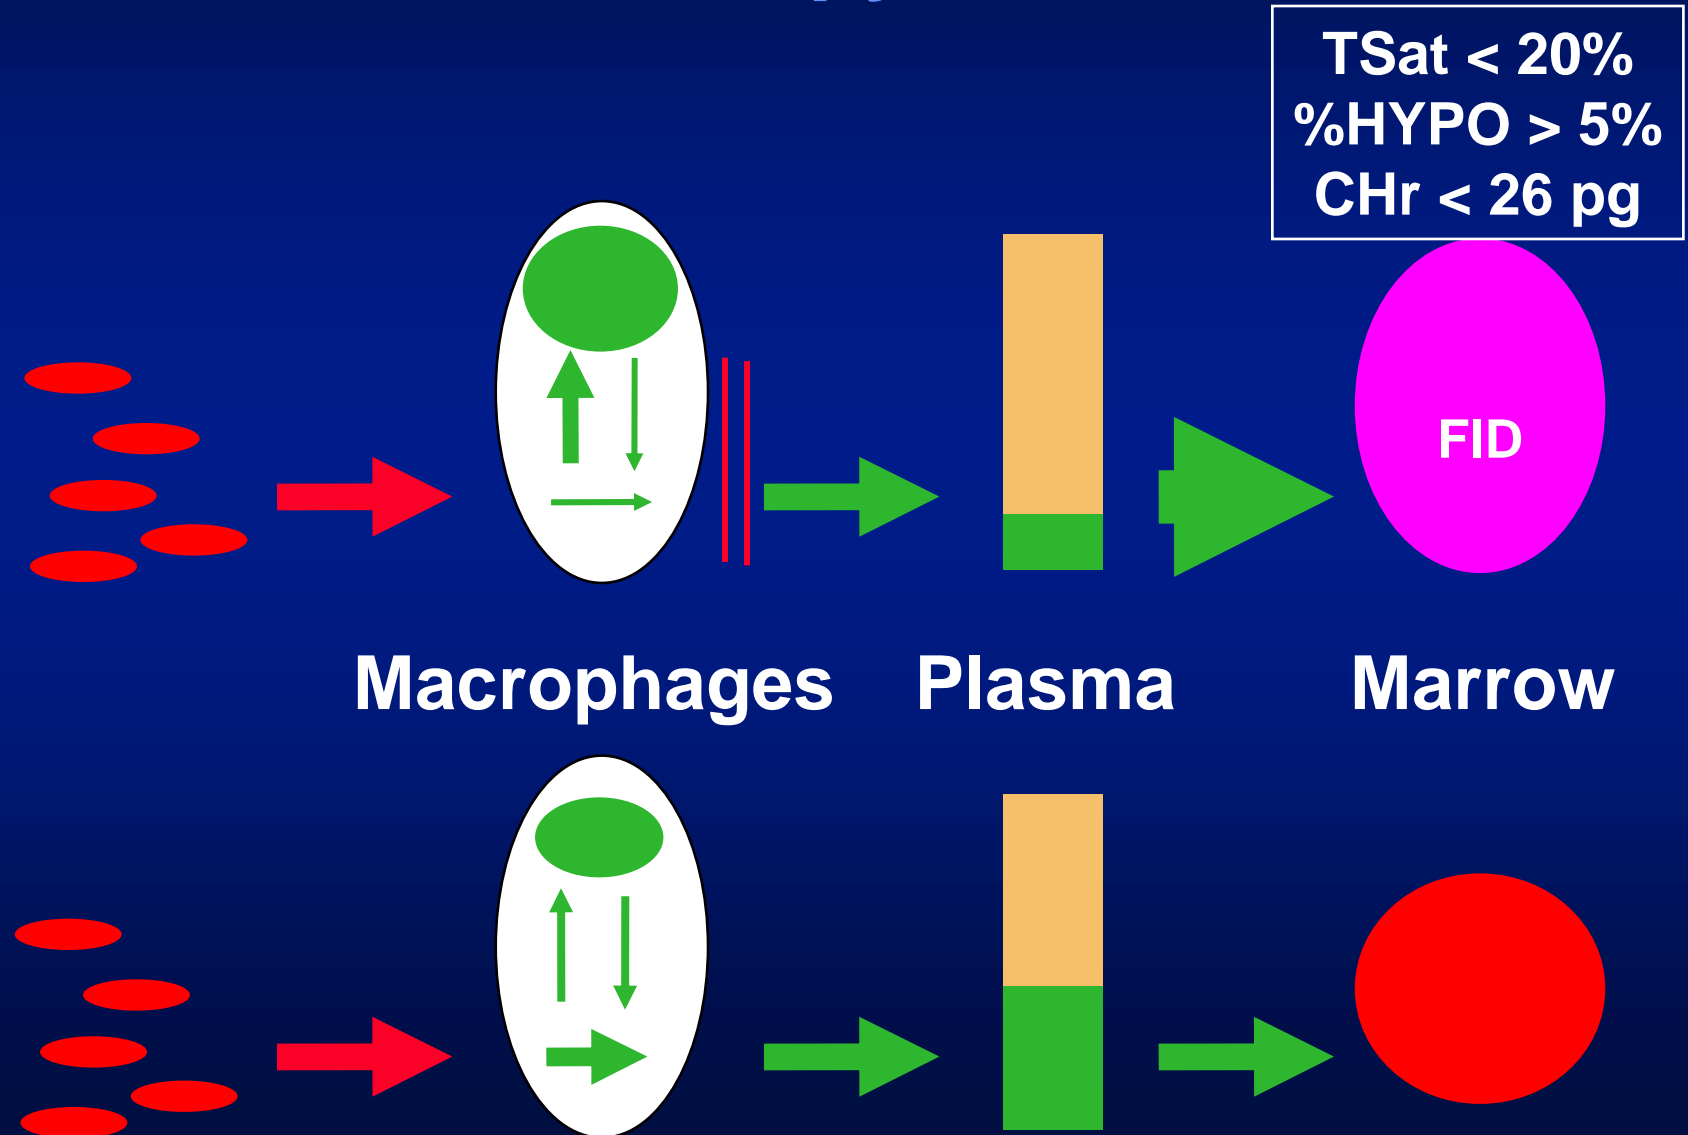 TSat < 20%
%HYPO > 5%
CHr < 26 pg
FID
Macrophages Plasma Marrow